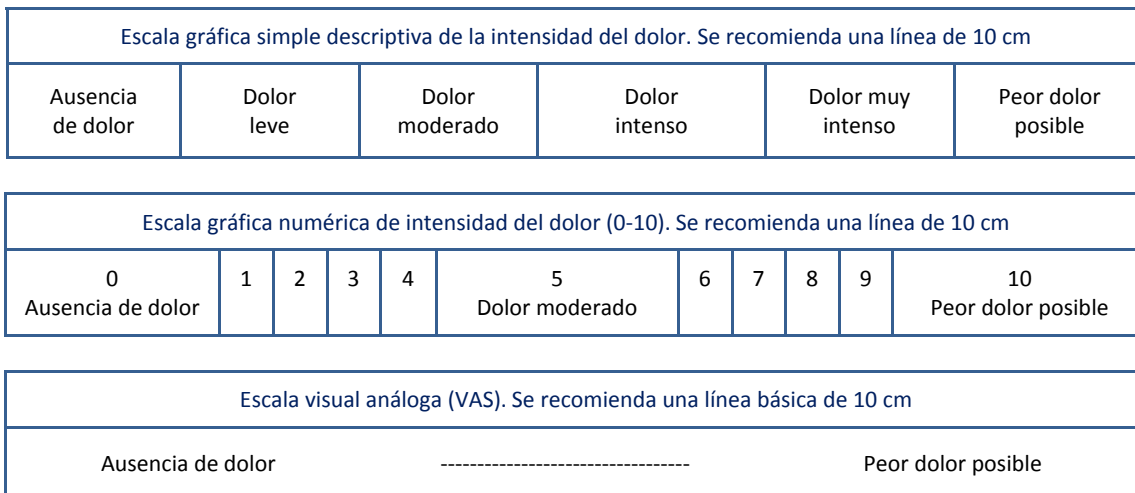 Escala gráfica simple descriptiva de la intensidad del dolor. Se recomienda una línea de 10 cm
Ausencia de dolor
Dolor leve
Dolor moderado
Dolor intenso
Dolor muy intenso
Peor dolor posible
Escala gráfica numérica de intensidad del dolor (0-10). Se recomienda una línea de 10 cm
0 1 2 3 4 5 6 7 8 9 10
Ausencia de dolor Dolor moderado Peor dolor posible
Escala visual análoga (VAS). Se recomienda una línea básica de 10 cm
Ausencia de dolor ---------------------------------- Peor dolor posible